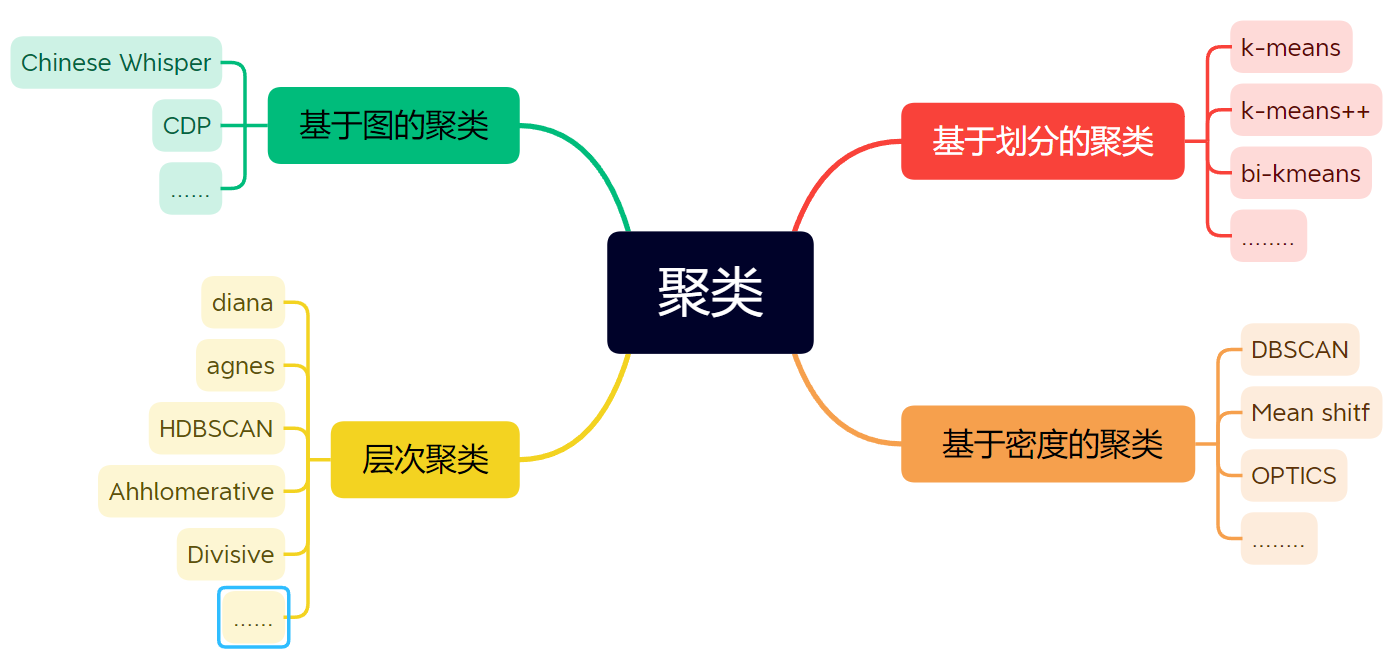 聚类
基于图的聚类
Chinese Whisper
CDP
......
层次聚类
diana
agnes
HDBSCAN
Ahhlomerative
Divisive
......
基于划分的聚类
k-means
k-means++
bi-kmeans
........
基于密度的聚类
DBSCAN
Mean shitf
OPTICS
........